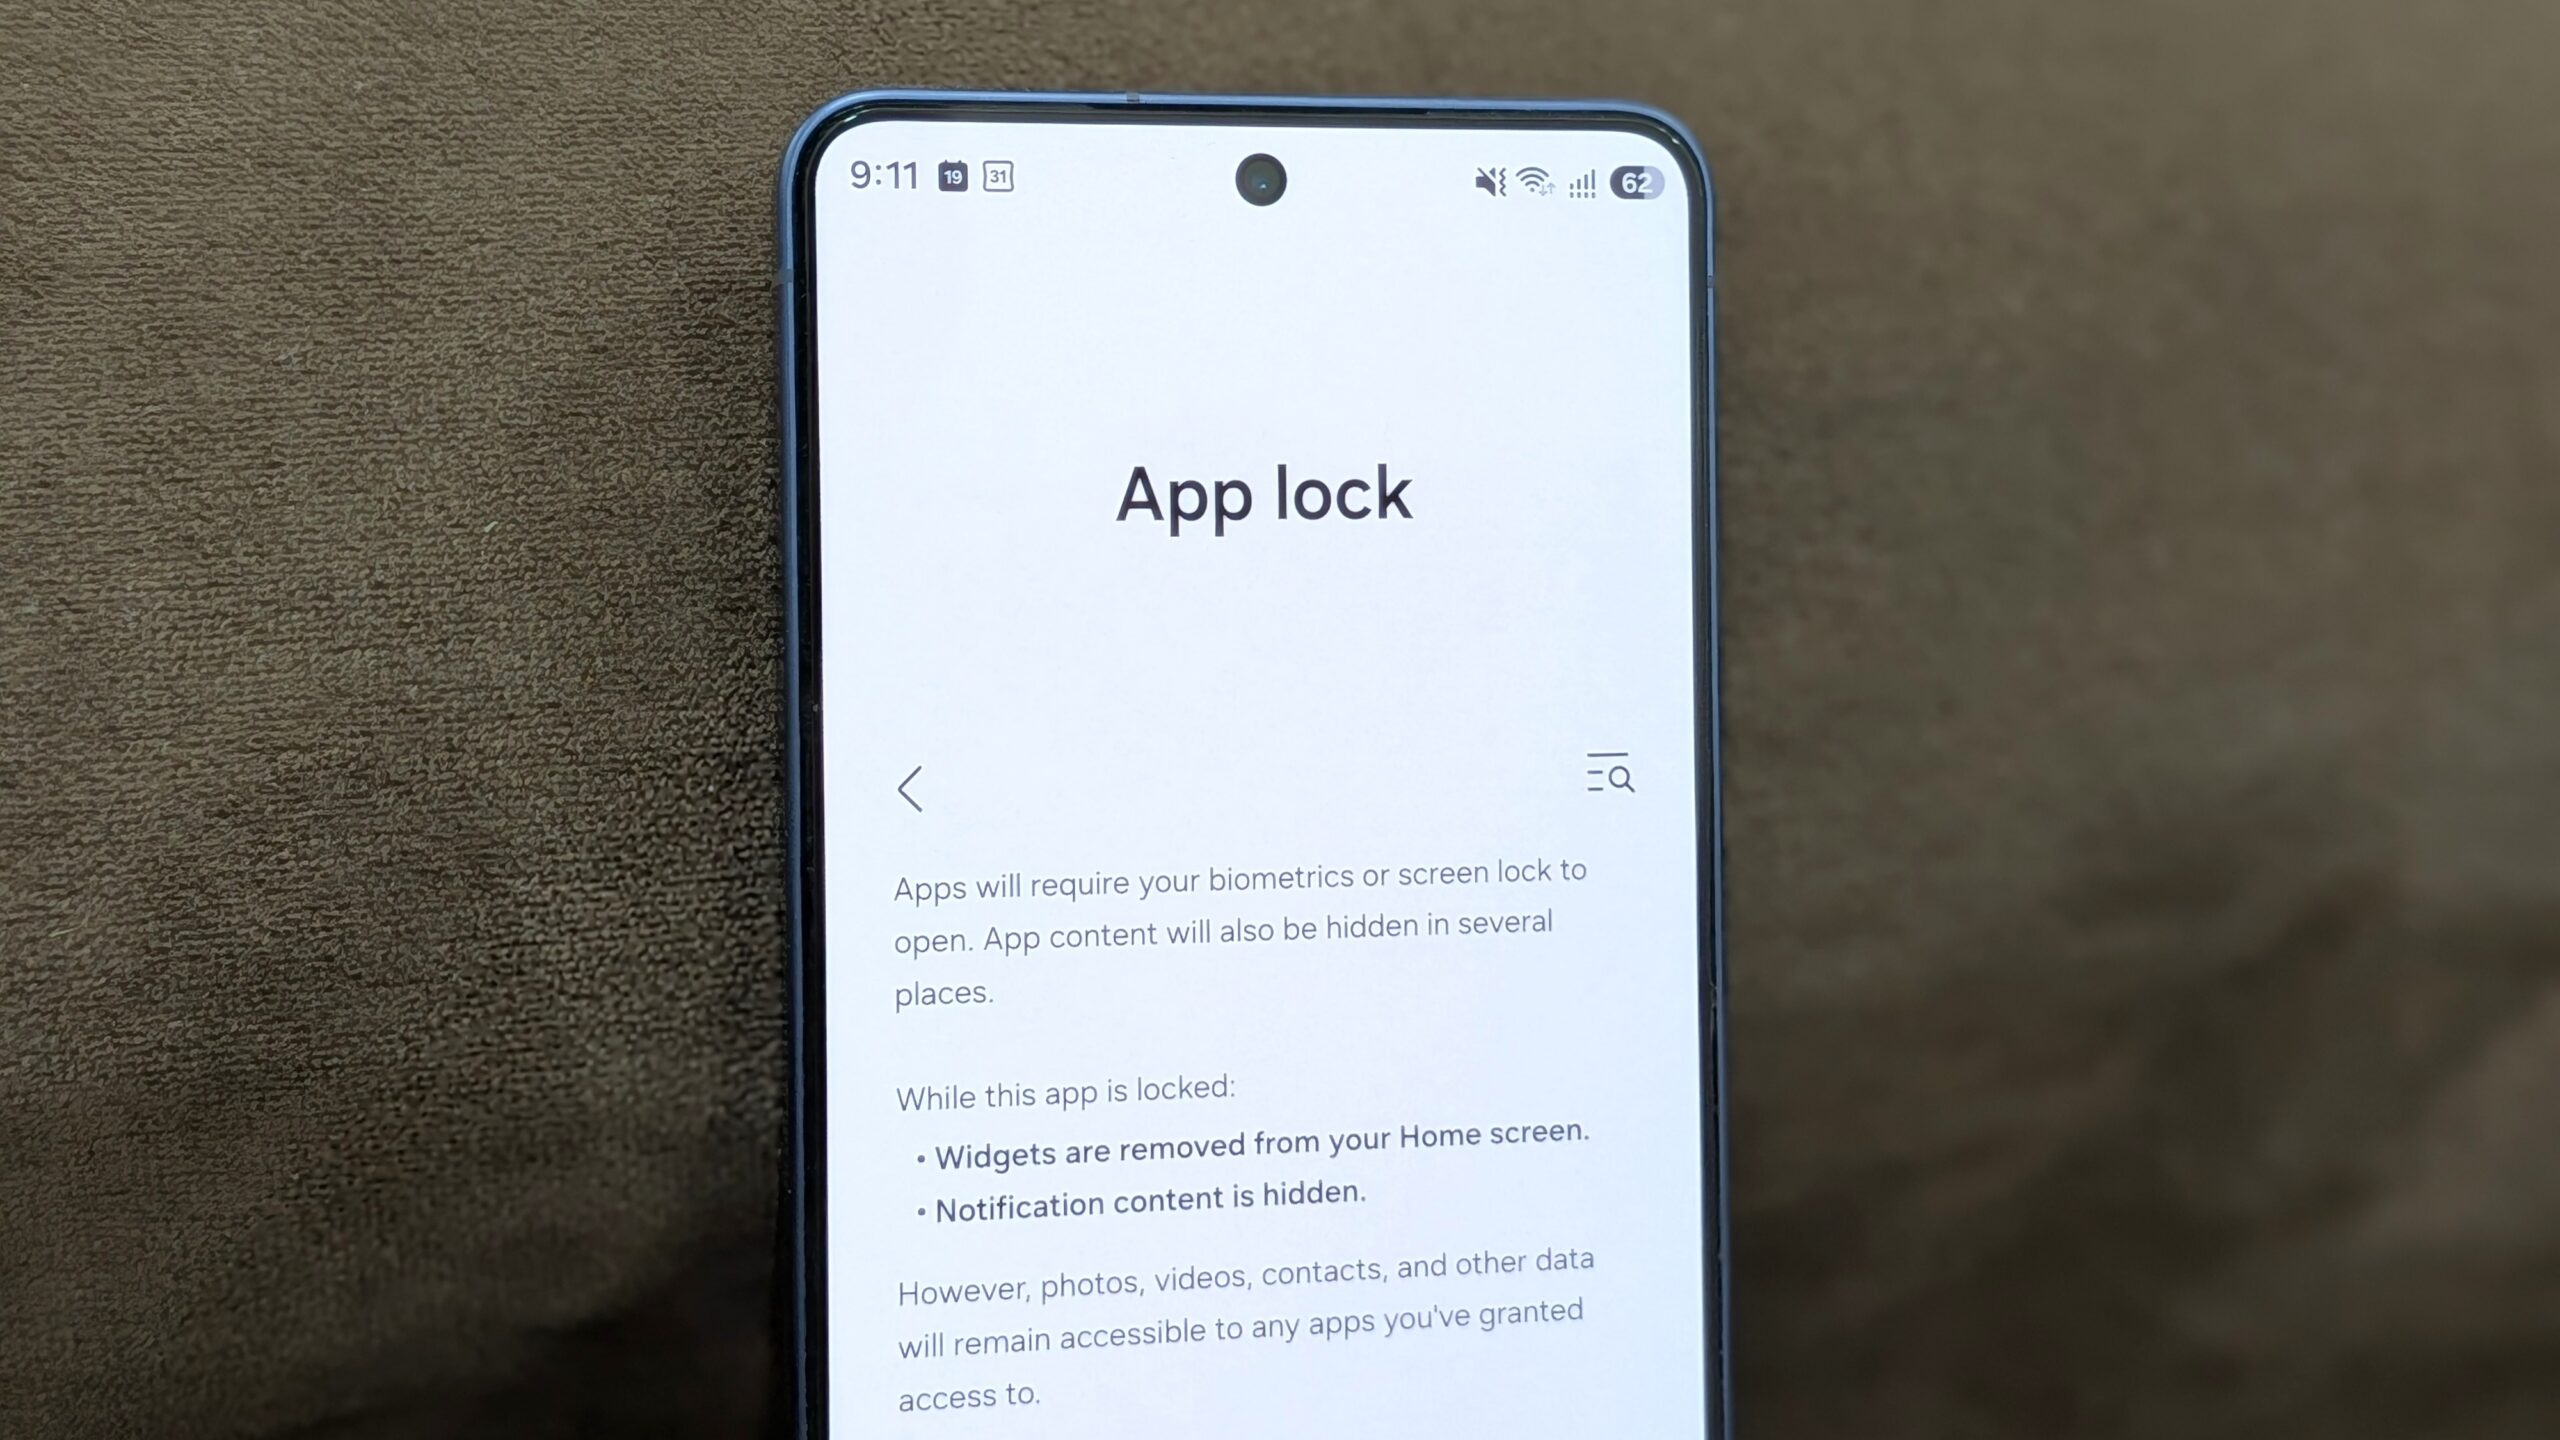 9:11 19 31 62
App lock
Apps will require your biometrics or screen lock to
open. App content will also be hidden in several
places.
While this app is locked:
• Widgets are removed from your Home screen.
• Notification content is hidden.
However, photos, videos, contacts, and other data
will remain accessible to any apps you've granted
access to.